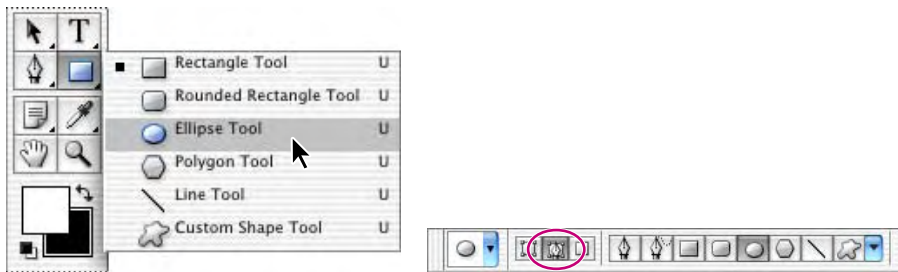 T
Rectangle Tool U
Rounded Rectangle Tool U
Ellipse Tool U
Polygon Tool U
Line Tool U
Custom Shape Tool U